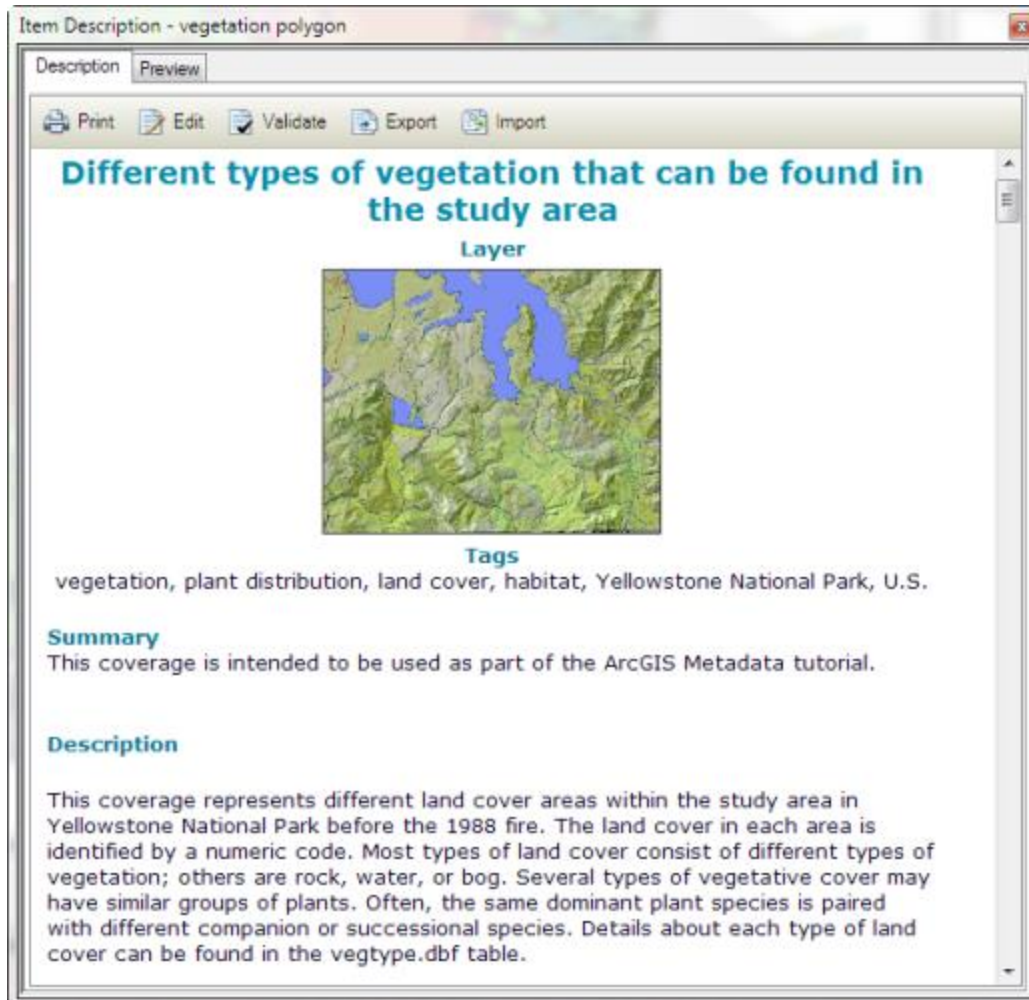 Item Description - vegetation polygon
Description Preview
Print Edit Validate Export Import
Different types of vegetation that can be found in
the study area
Layer
Tags
vegetation, plant distribution, land cover, habitat, Yellowstone National Park, U.S.
Summary
This coverage is intended to be used as part of the ArcGIS Metadata tutorial.
Description
This coverage represents different land cover areas within the study area in
Yellowstone National Park before the 1988 fire. The land cover in each area is
identified by a numeric code. Most types of land cover consist of different types of
vegetation; others are rock, water, or bog. Several types of vegetative cover may
have similar groups of plants. Often, the same dominant plant species is paired
with different companion or successional species. Details about each type of land
cover can be found in the vegtype.dbf table.